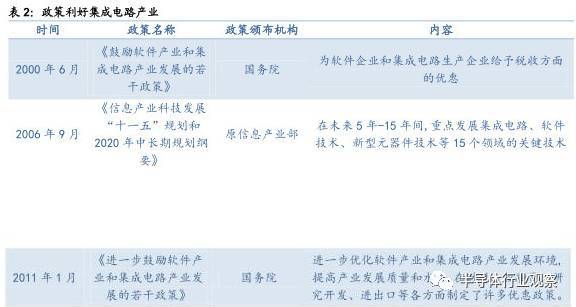 表 2：政策利好集成电路产业
时间 政策名称 政策颁布机构 内容
《鼓励软件产业和集
2000 年 6 月 成电路产业发展的若 国务院 为软件企业和集成电路生产企业给予税收方面
干政策》 的优惠
《信息产业科技发展
2006 年 9 月 “十一五”规划和 原信息产业部 在未来 5 年-15 年间,重点发展集成电路、软件
2020 年中长期规划纲 技术、新型元器件技术等 15 个领域的关键技术
要》
《进一步鼓励软件产 进一步优化软件产业和集成电路产业发展环境,
2011 年 1 月 业和集成电路产业发 国务院 提高产业发展质量和水 在 研
展的若干政策》 究开发、进出口等各方面制定了许多优惠政策。
半导体行业观察